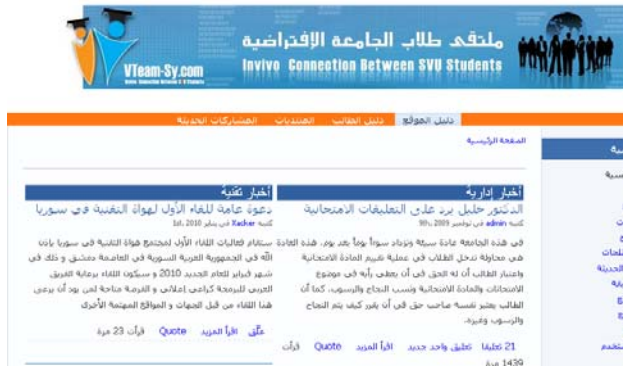 ملتقى طلاب الجامعة الإفتراضية
Invivo Connection Between SVU Students
VTeam-Sy.com
دليل الموقع دليل الطالب المنتديات المشاركات الحديثة
الصفحة الرئيسية
أخبار إدارية
الدكتور خليل يرد على التعليقات الامتحانية
كتبه admin في نوفمبر 9th, 2009
في هذه الجامعة عادة سيئة وتزداد سوءاً يوماً بعد يوم. هذه العادة
هي محاولة تدخل الطلاب في عملية تقييم المادة الامتحانية
واعتبار الطالب أن له الحق في أن يعطي رأيه في موضوع
الامتحانات والمادة الامتحانية ونسب النجاح والرسوب. كما أن
الطالب يعتبر نفسه صاحب حق في أن يقرر كيف يتم النجاح
والرسوب وغيره.
21 تعليقا تعليق واحد جديد اقرأ المزيد Quote قرأت
1439 مرة
أخبار تقنية
دعوة عامة للقاء الأول لهواة التقنية في سوريا
كتبه Xacker في يناير 1st, 2010
ستقام فعاليات اللقاء الأول لمجتمع هواة التقنية في سوريا بإذن
الله في الجمهورية العربية السورية في العاصمة دمشق و ذلك في
شهر فبراير للعام الجديد 2010 و سيكون اللقاء برعاية الفريق
العربي للبرمجة كراعي إعلاني و الفرصة متاحة لمن يود أن يرعى
هذا اللقاء من قبل الجهات و المواقع المهتمة الأخرى
علّق اقرأ المزيد Quote قرأت 23 مرة